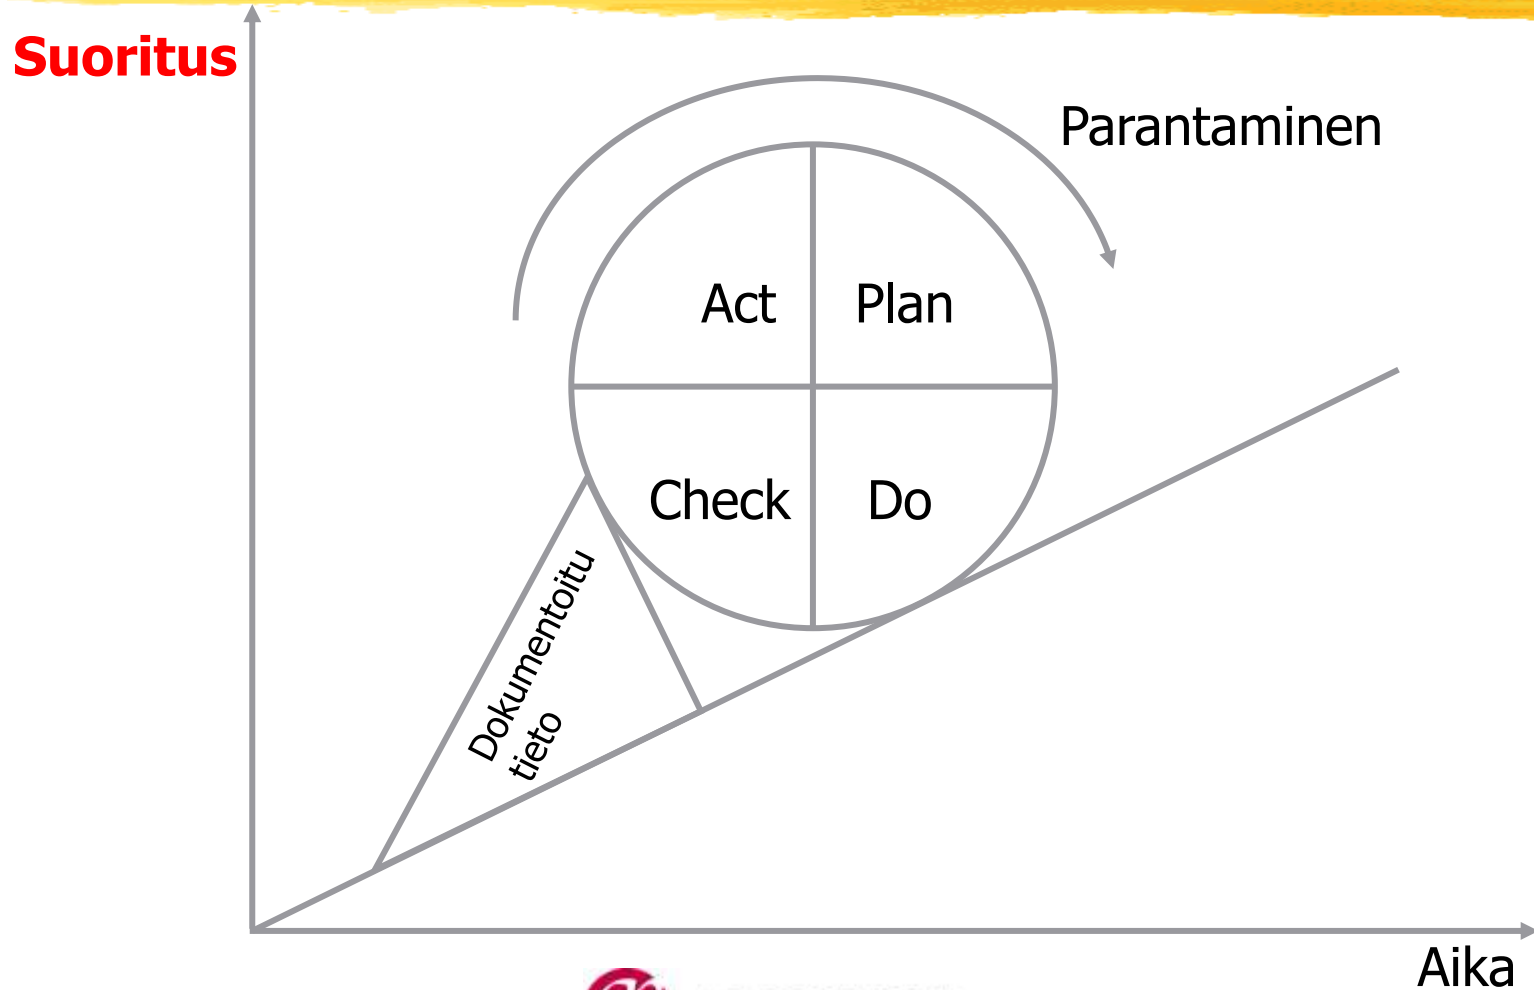 Suoritus
Parantaminen
Act
Plan
Check
Do
Dokumentoitu
tieto
Aika